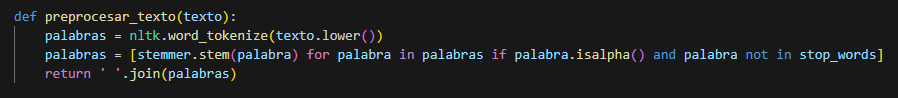 def preprocesar_texto(texto):
    palabras = nltk.word_tokenize(texto.lower())
    palabras = [stemmer.stem(palabra) for palabra in palabras if palabra.isalpha() and palabra not in stop_words]
    return ' '.join(palabras)